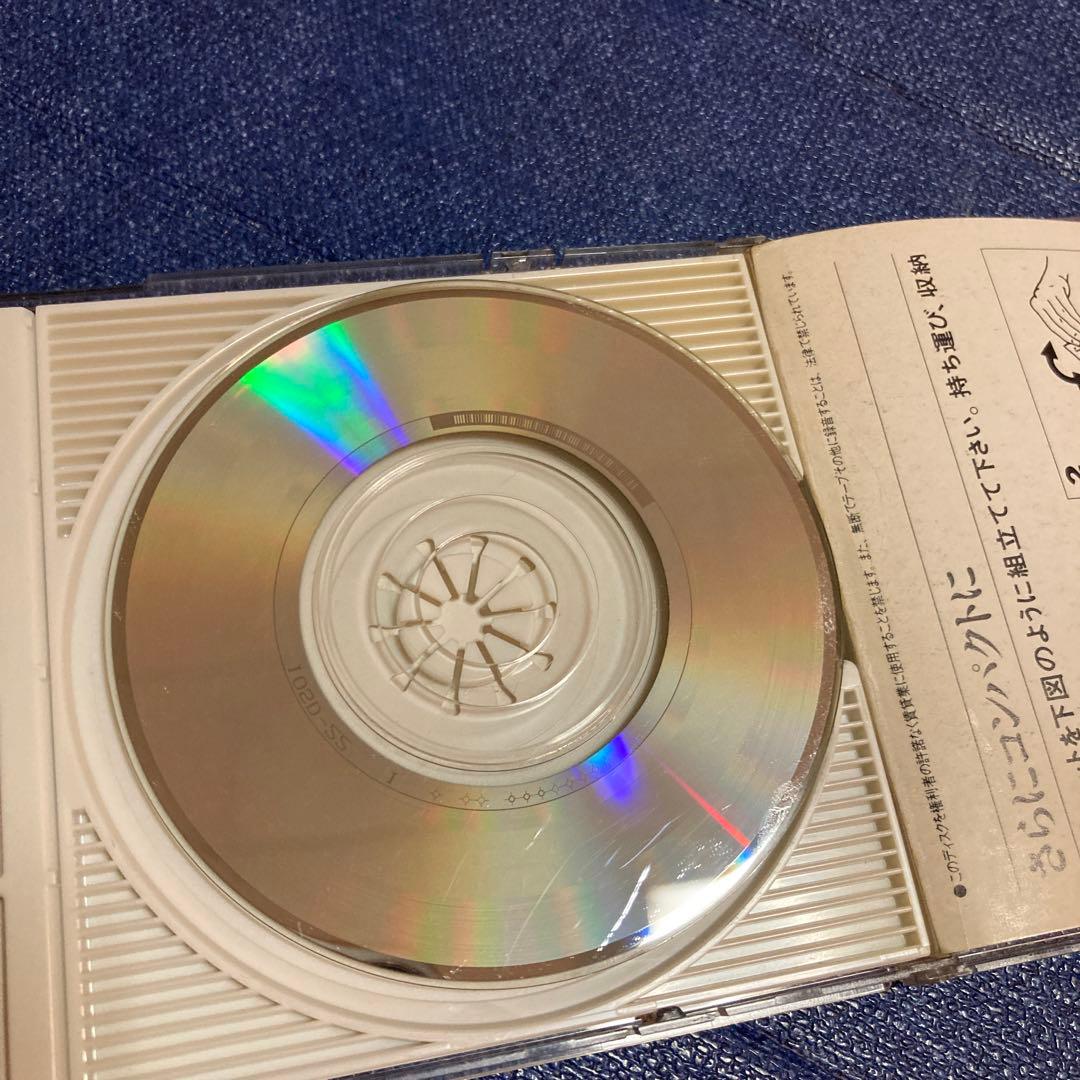 ●このディスクを権利者の許諾なく賃貸業に使用することを禁じます。また、無断でテープその他に録音することは、法律で禁じられています。
さらにコンパクトに
トを下図のように組立てて下さい。持ち運び、収納
2